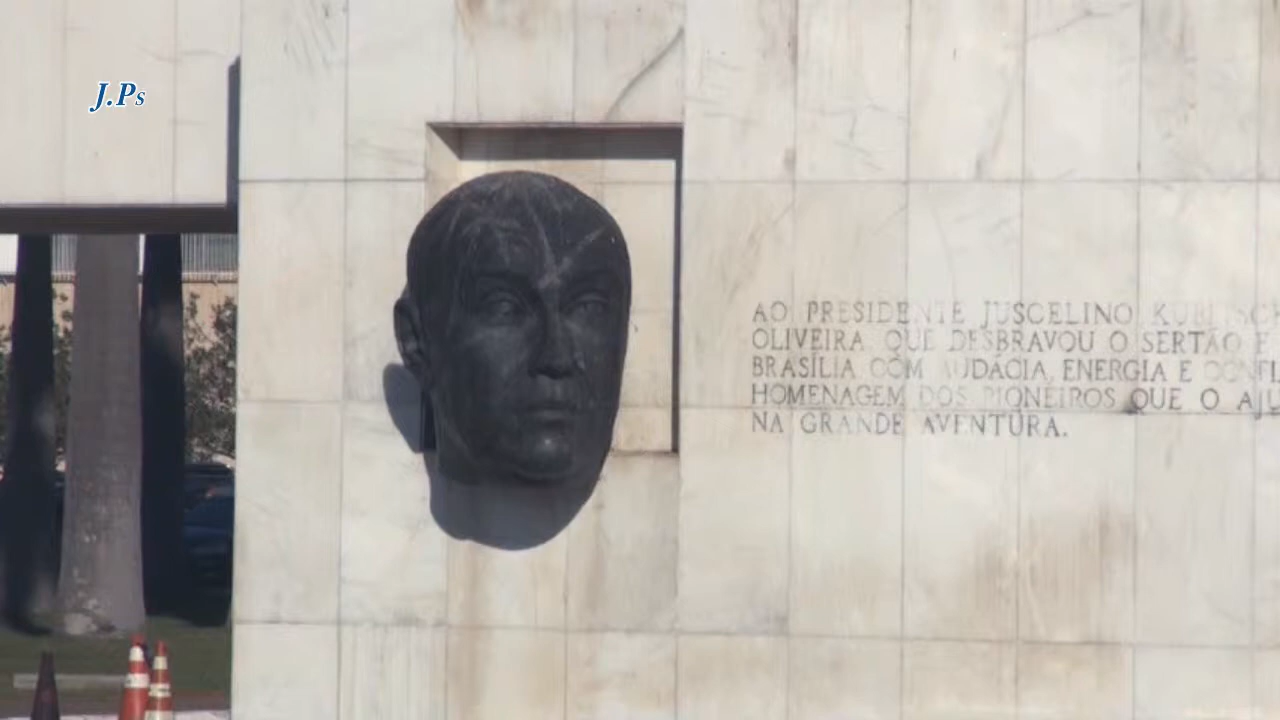 J.Ps
AO PRESIDENTE JUSCELINO
OLIVEIRA QUE DESBRAVOU O SERTÃO E
BRASÍLIA COM AUDÁCIA, ENERGIA E
HOMENAGEM DOS PIONEIROS QUE O
NA GRANDE AVENTURA.